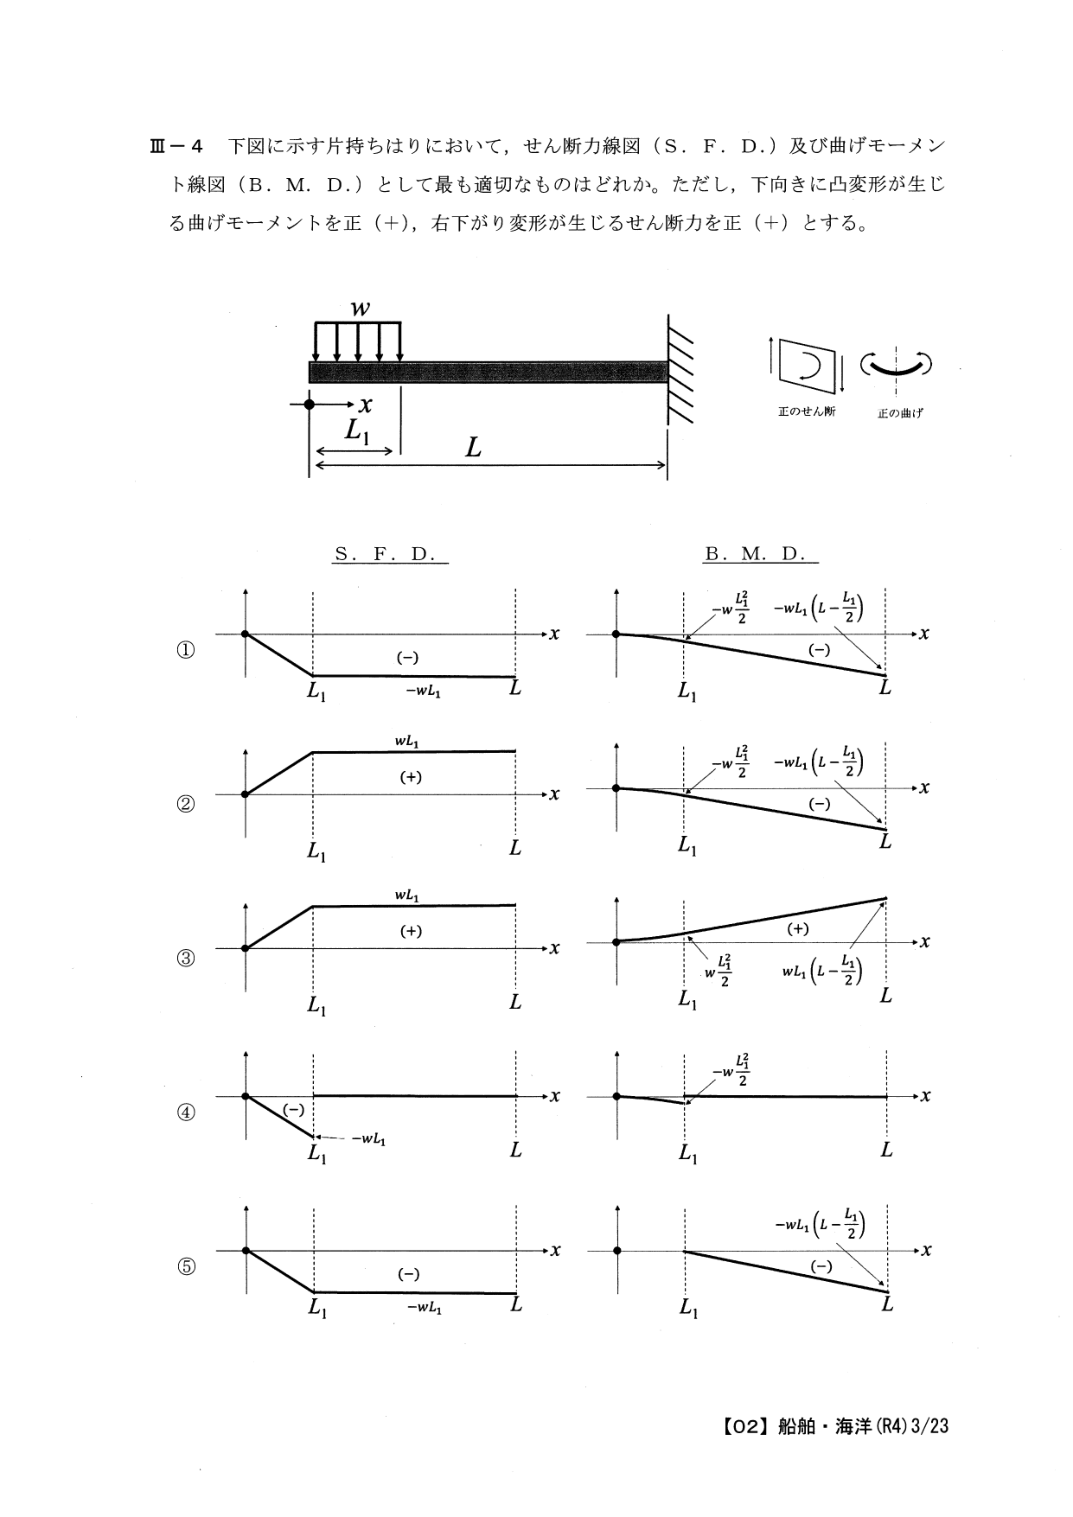 Ⅲ－4 下図に示す片持ちはりにおいて，せん断力線図（Ｓ．Ｆ．Ｄ．）及び曲げモーメン
ト線図（Ｂ．Ｍ．Ｄ．）として最も適切なものはどれか。ただし，下向きに凸変形が生じ
る曲げモーメントを正（＋），右下がり変形が生じるせん断力を正（＋）とする。
w
x
L₁
L
正のせん断 正の曲げ
Ｓ．Ｆ．Ｄ． Ｂ．Ｍ．Ｄ．
① x (−) L₁ −wL₁ L −w L₁²/2 −wL₁(L−L₁/2) x (−) L₁ L
② wL₁ (+) x L₁ L −w L₁²/2 −wL₁(L−L₁/2) x (−) L₁ L
③ wL₁ (+) x L₁ L (+) x w L₁²/2 wL₁(L−L₁/2) L₁ L
④ x (−) −wL₁ L₁ L −w L₁²/2 x L₁ L
⑤ x (−) L₁ −wL₁ L −wL₁(L−L₁/2) x (−) L₁ L
【02】船舶・海洋(R4)3/23